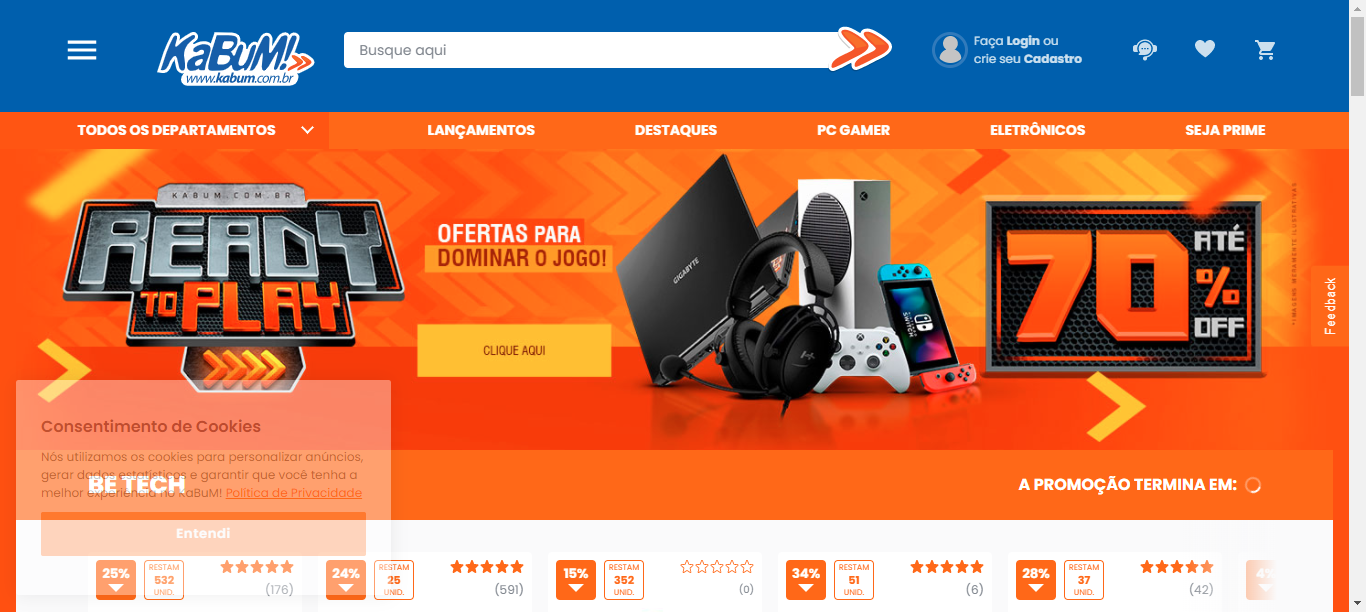 KaBuM!
www.kabum.com.br
Busque aqui
Faça Login ou
crie seu Cadastro
TODOS OS DEPARTAMENTOS
LANÇAMENTOS
DESTAQUES
PC GAMER
ELETRÔNICOS
SEJA PRIME
KABUM.COM.BR
READY
TO PLAY
OFERTAS PARA
DOMINAR O JOGO!
CLIQUE AQUI
GIGABYTE
SWITCH
70%
ATÉ
OFF
*IMAGENS MERAMENTE ILUSTRATIVAS
Feedback
Consentimento de Cookies
Nós utilizamos os cookies para personalizar anúncios,
gerar dados estatísticos e garantir que você tenha a
melhor experiência no KaBuM! Política de Privacidade
Entendi
BE TECH
A PROMOÇÃO TERMINA EM:
25%
RESTAM
532
UNID.
(176)
24%
RESTAM
25
UNID.
(591)
15%
RESTAM
352
UNID.
(0)
34%
RESTAM
51
UNID.
(6)
28%
RESTAM
37
UNID.
(42)